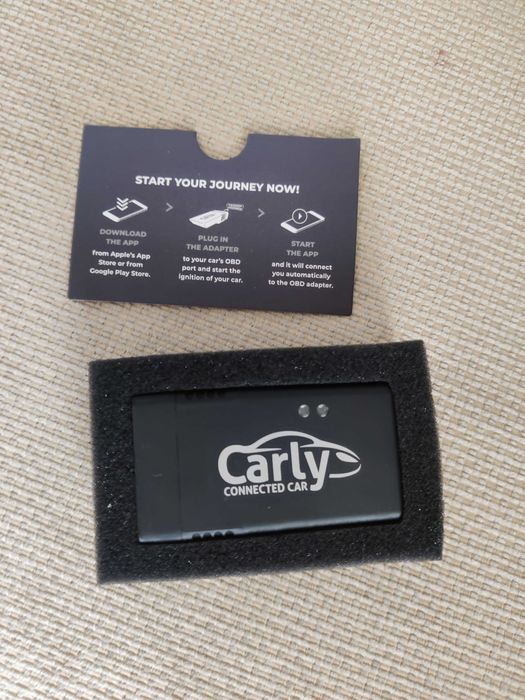 START YOUR JOURNEY NOW!
DOWNLOAD
THE APP
from Apple's App
Store or from
Google Play Store.
PLUG IN
THE ADAPTER
to your car's OBD
port and start the
ignition of your car.
START
THE APP
and it will connect
you automatically
to the OBD adapter.
Carly
CONNECTED CAR